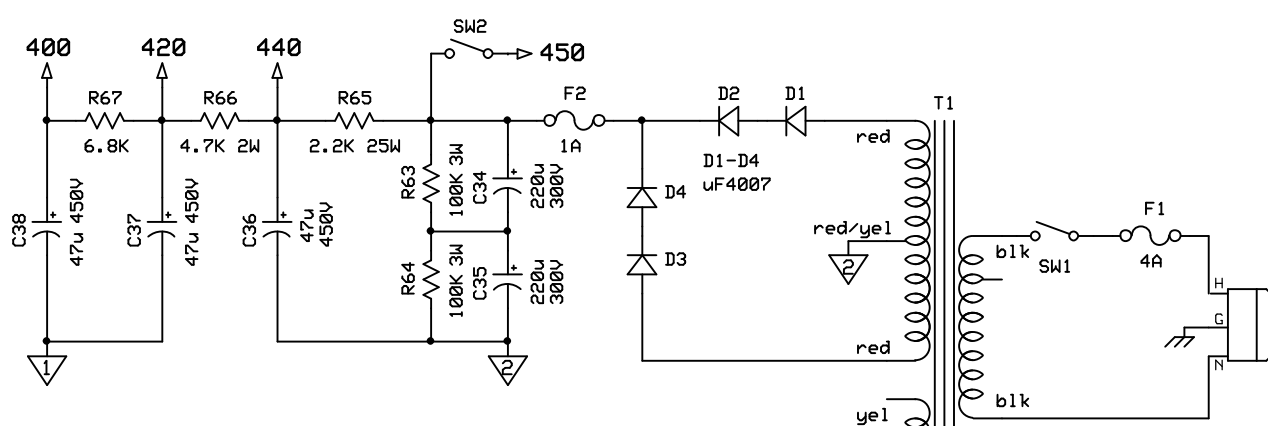 SW2
400
420
440
450
R67
R66
R65
F2
D2
D1
T1
6.8K
4.7K 2W
2.2K 25W
1A
red
D1-D4
uF4007
R63
100K 3W
C34
220u
300V
D4
C38
47u 450V
C37
47u 450V
C36
47u
450V
red/yel
2
F1
blk
SW1
4A
R64
100K 3W
C35
220u
300V
D3
H
G
N
red
1
2
yel
blk